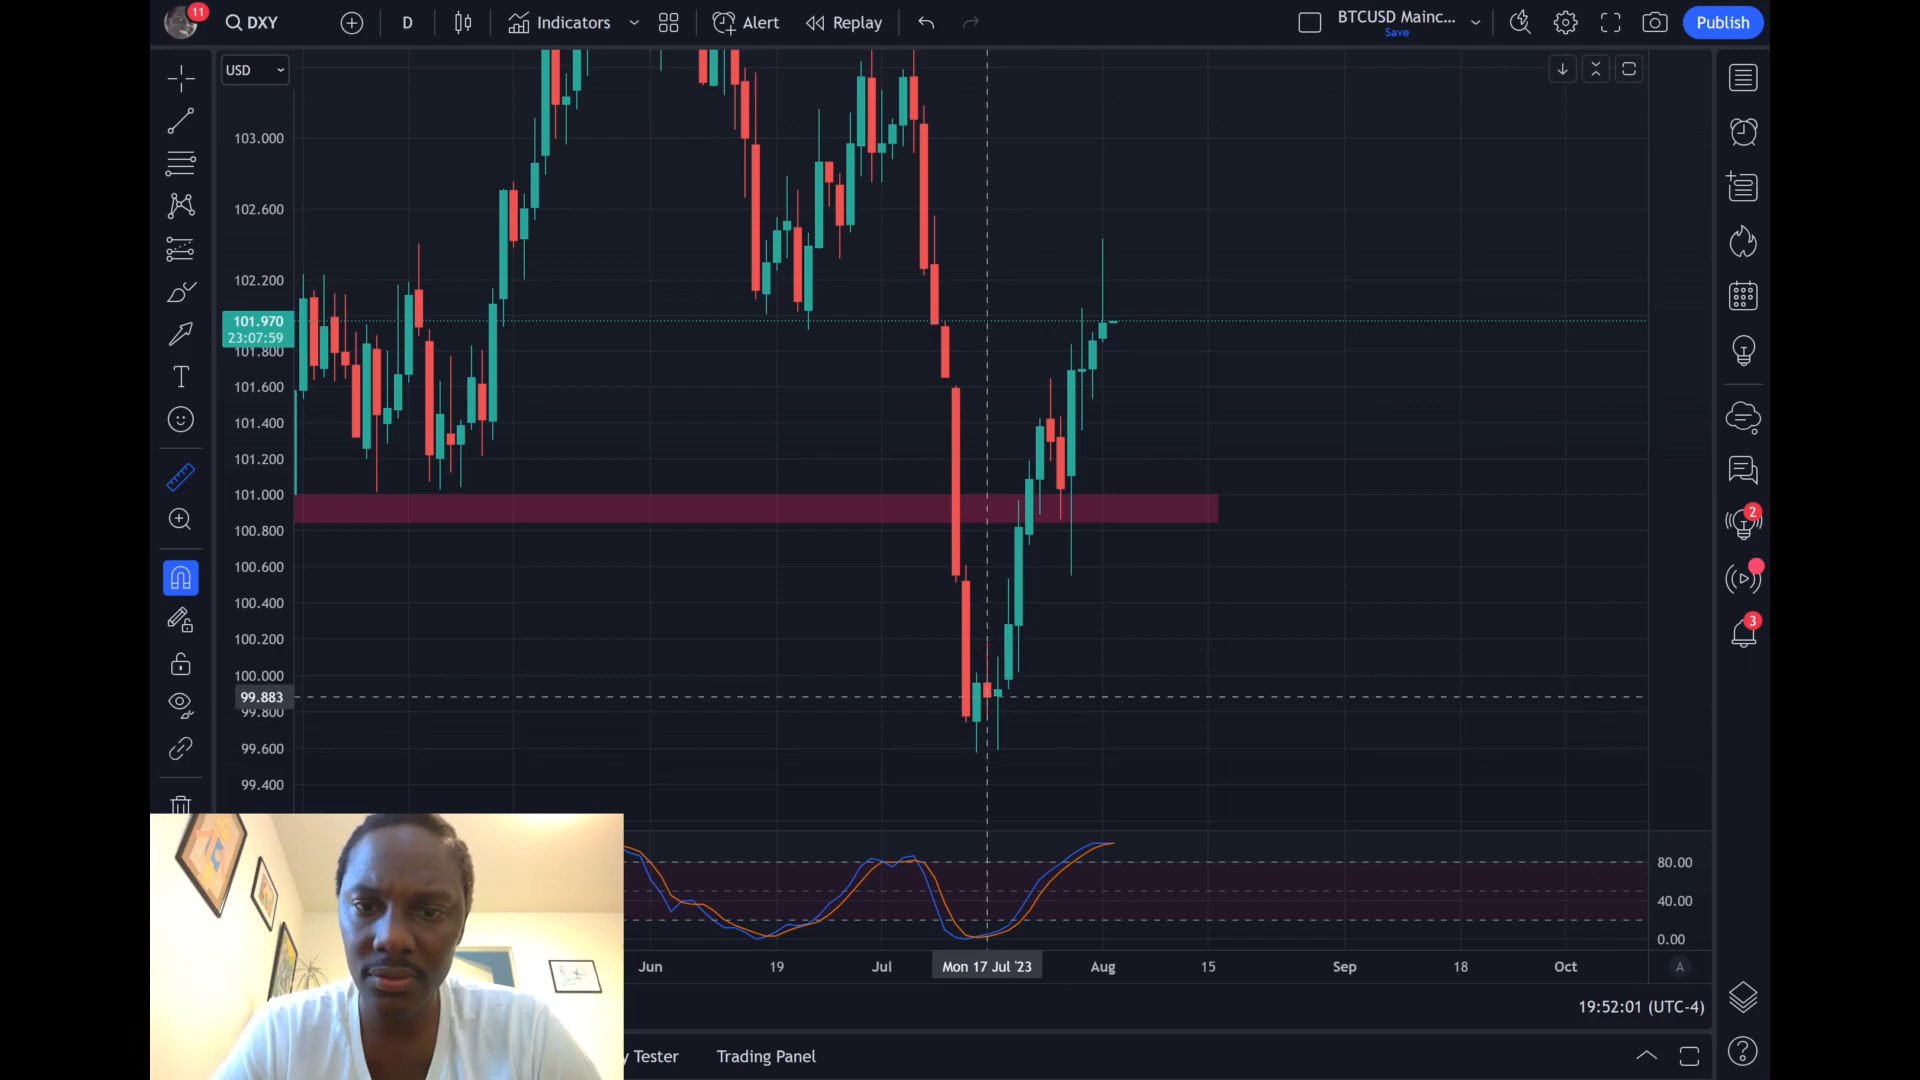 11
DXY
D
Indicators
Alert
Replay
BTCUSD Mainc...
Save
Publish
USD
103.000
102.600
102.200
101.970
23:07:59
101.800
101.600
101.400
101.200
101.000
100.800
100.600
100.400
100.200
100.000
99.883
99.800
99.600
99.400
2
3
80.00
40.00
0.00
Jun
19
Jul
Mon 17 Jul '23
Aug
15
Sep
18
Oct
A
19:52:01 (UTC-4)
y Tester
Trading Panel